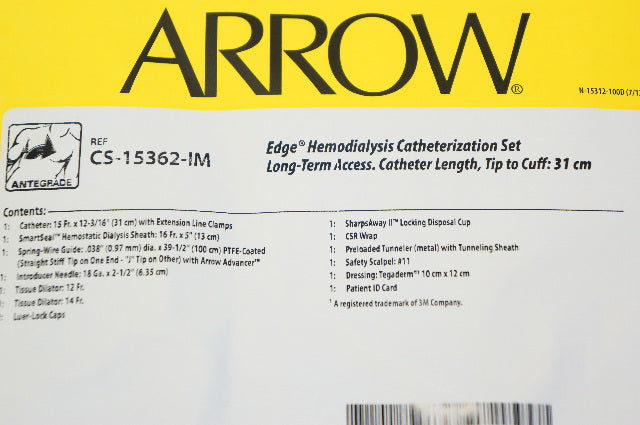 ARROW®
N-15312-100D (7/1
ANTEGRADE
REF
CS-15362-IM
Edge® Hemodialysis Catheterization Set
Long-Term Access. Catheter Length, Tip to Cuff: 31 cm
Contents:
1: Catheter: 15 Fr. x 12-3/16" (31 cm) with Extension Line Clamps
1: SmartSeal™ Hemostatic Dialysis Sheath: 16 Fr. x 5" (13 cm)
1: Spring-Wire Guide: .038" (0.97 mm) dia. x 39-1/2" (100 cm) PTFE-Coated
(Straight Stiff Tip on One End - "J" Tip on Other) with Arrow Advancer™
1: Introducer Needle: 18 Ga. x 2-1/2" (6.35 cm)
1: Tissue Dilator: 12 Fr.
1: Tissue Dilator: 14 Fr.
: Luer-Lock Caps
1: SharpsAway II™ Locking Disposal Cup
1: CSR Wrap
1: Preloaded Tunneler (metal) with Tunneling Sheath
1: Safety Scalpel: #11
1: Dressing: Tegaderm™¹ 10 cm x 12 cm
1: Patient ID Card
¹ A registered trademark of 3M Company.